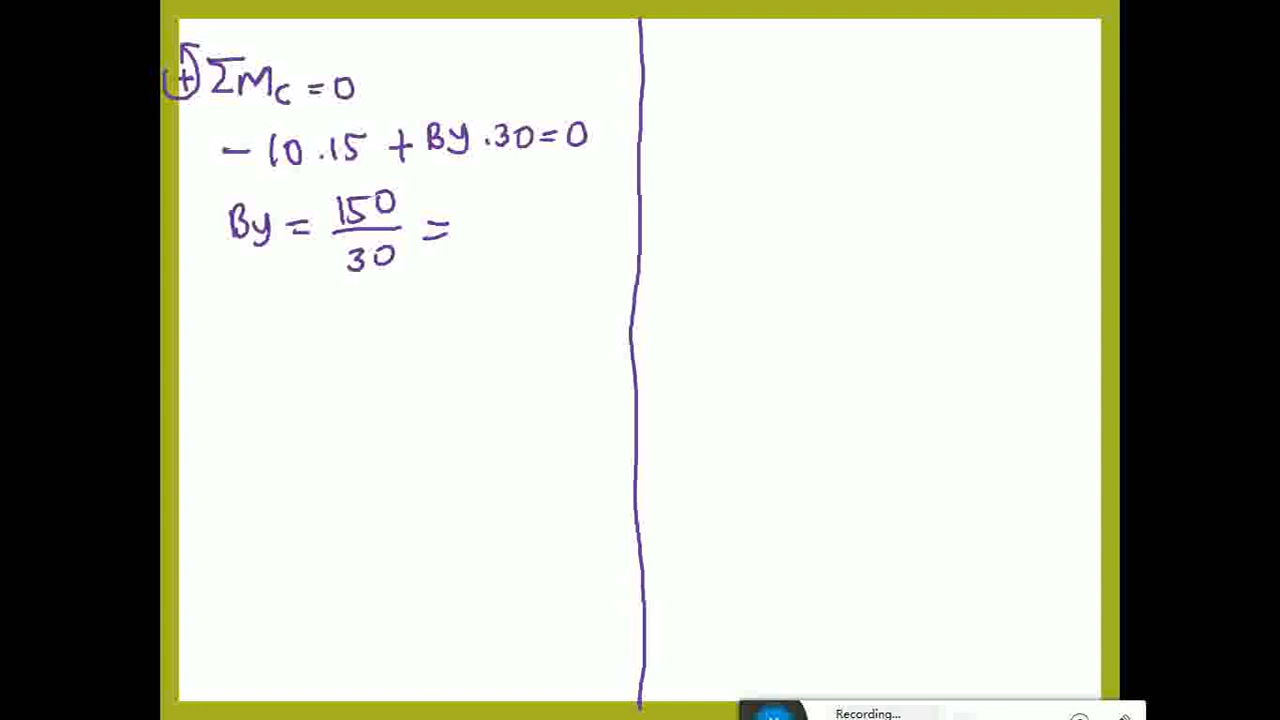 + ΣMc = 0
- 10 . 15 + By . 30 = 0
By = 150/30 =
Recording...